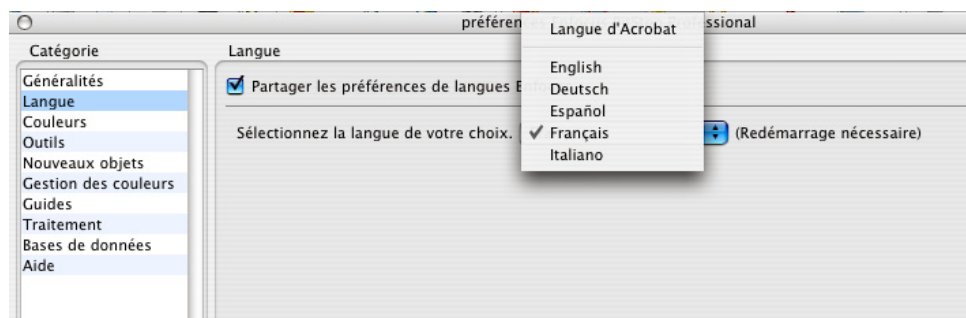 préféren ssional
Catégorie
Généralités
Langue
Couleurs
Outils
Nouveaux objets
Gestion des couleurs
Guides
Traitement
Bases de données
Aide
Langue
Partager les préférences de langues
Sélectionnez la langue de votre choix. (Redémarrage nécessaire)
Langue d'Acrobat
English
Deutsch
Español
Français
Italiano